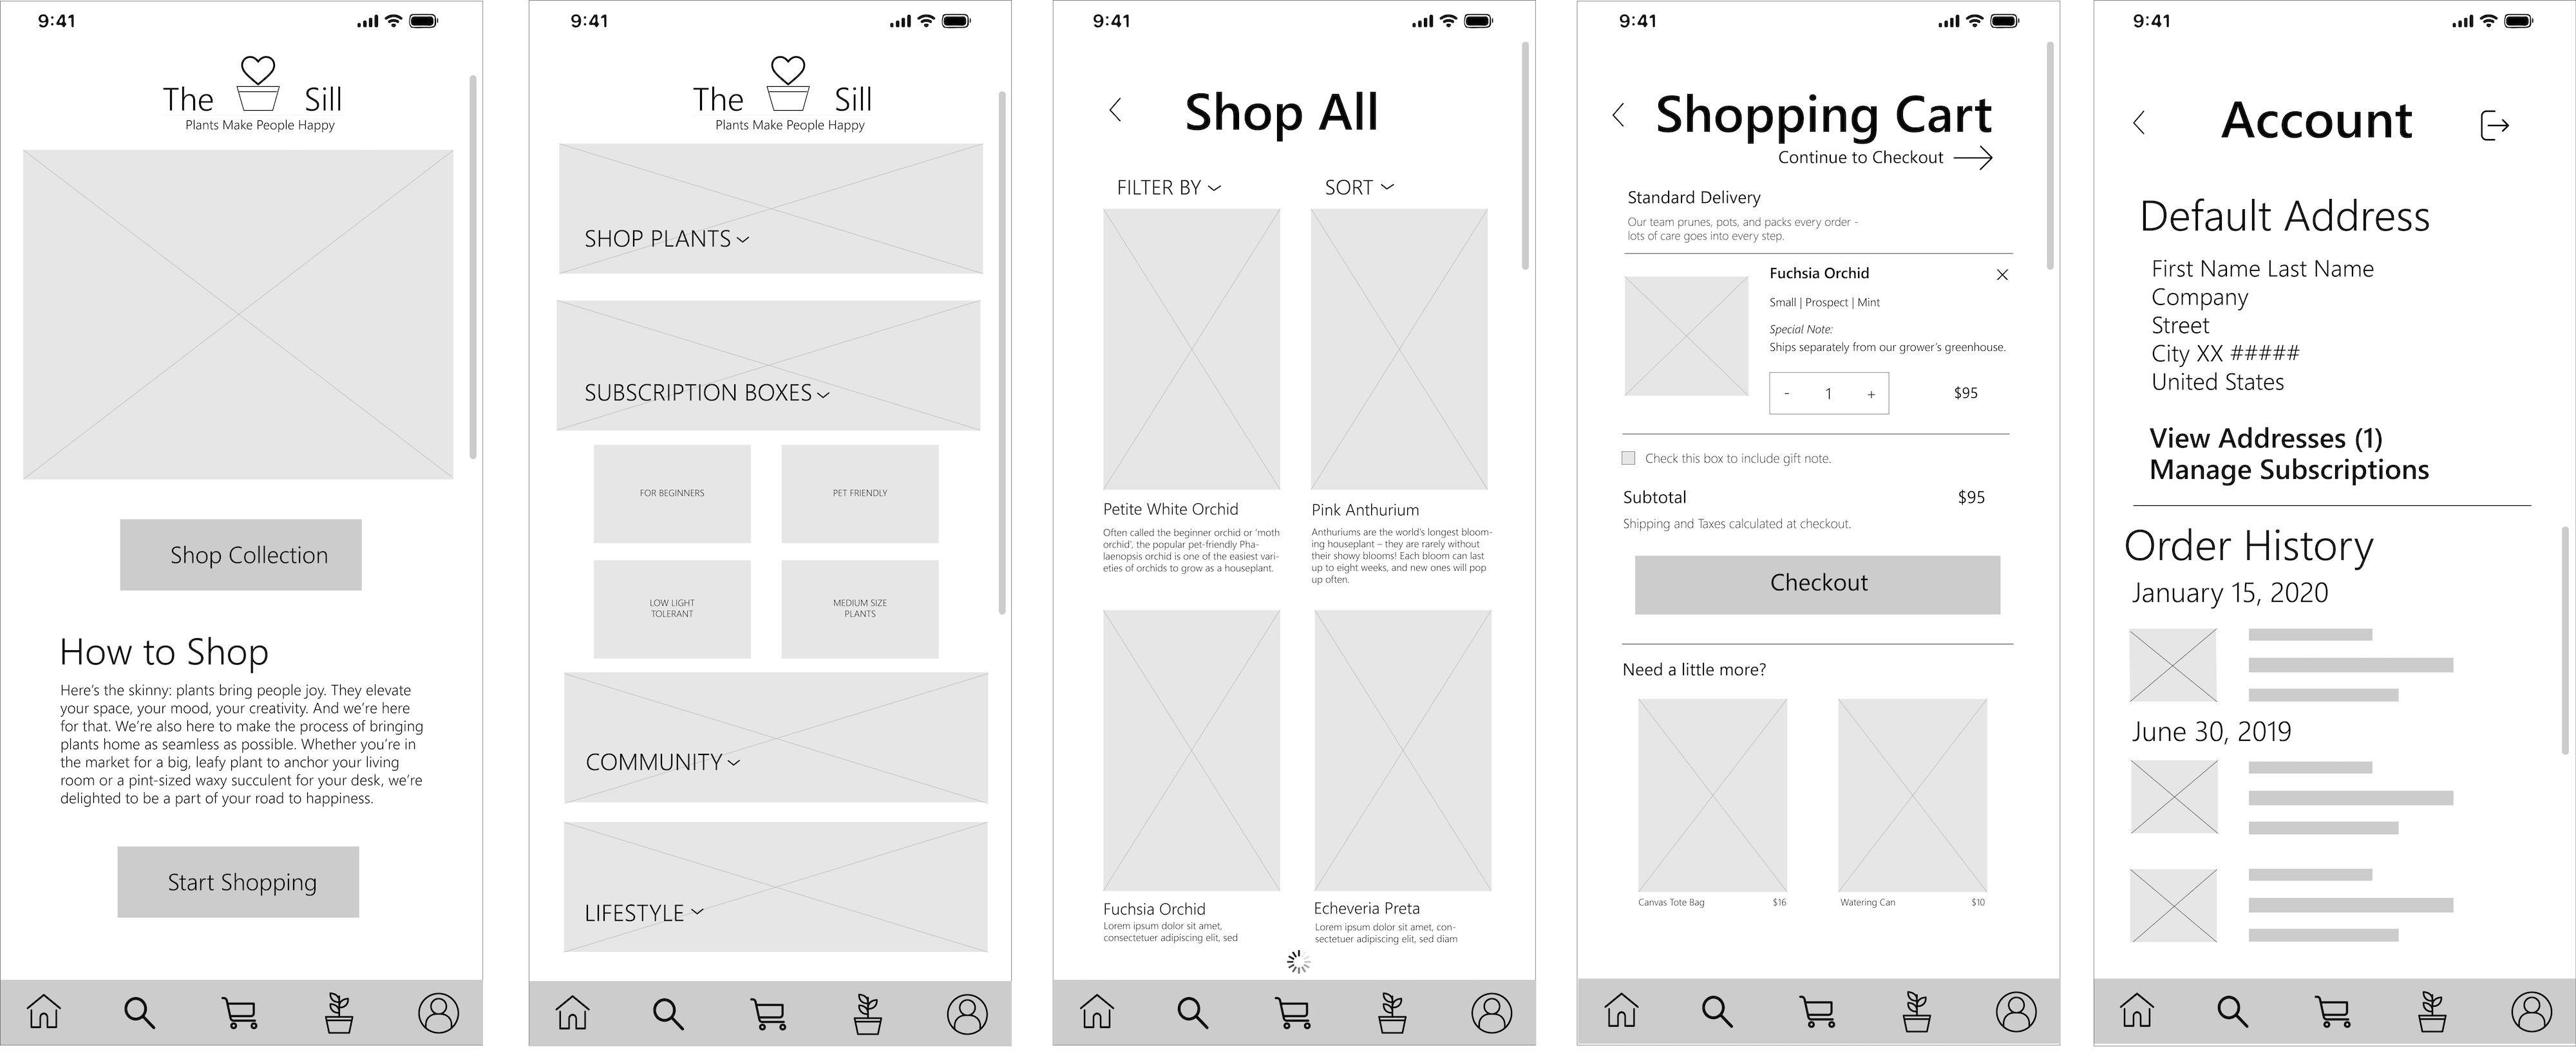 9:41
The Sill
Plants Make People Happy
Shop Collection
How to Shop
Here's the skinny: plants bring people joy. They elevate
your space, your mood, your creativity. And we're here
for that. We're also here to make the process of bringing
plants home as seamless as possible. Whether you're in
the market for a big, leafy plant to anchor your living
room or a pint-sized waxy succulent for your desk, we're
delighted to be a part of your road to happiness.
Start Shopping
9:41
The Sill
Plants Make People Happy
SHOP PLANTS
SUBSCRIPTION BOXES
FOR BEGINNERS
PET FRIENDLY
LOW LIGHT
TOLERANT
MEDIUM SIZE
PLANTS
COMMUNITY
LIFESTYLE
9:41
Shop All
FILTER BY
SORT
Petite White Orchid
Often called the beginner orchid or 'moth
orchid', the popular pet-friendly Pha-
laenopsis orchid is one of the easiest vari-
eties of orchids to grow as a houseplant.
Pink Anthurium
Anthuriums are the world's longest bloom-
ing houseplant – they are rarely without
their showy blooms! Each bloom can last
up to eight weeks, and new ones will pop
up often.
Fuchsia Orchid
Lorem ipsum dolor sit amet,
consectetuer adipiscing elit, sed
Echeveria Preta
Lorem ipsum dolor sit amet, con-
sectetuer adipiscing elit, sed diam
9:41
Shopping Cart
Continue to Checkout
Standard Delivery
Our team prunes, pots, and packs every order -
lots of care goes into every step.
Fuchsia Orchid
Small | Prospect | Mint
Special Note:
Ships separately from our grower's greenhouse.
- 1 + $95
Check this box to include gift note.
Subtotal $95
Shipping and Taxes calculated at checkout.
Checkout
Need a little more?
Canvas Tote Bag $16
Watering Can $10
9:41
Account
Default Address
First Name Last Name
Company
Street
City XX #####
United States
View Addresses (1)
Manage Subscriptions
Order History
January 15, 2020
June 30, 2019